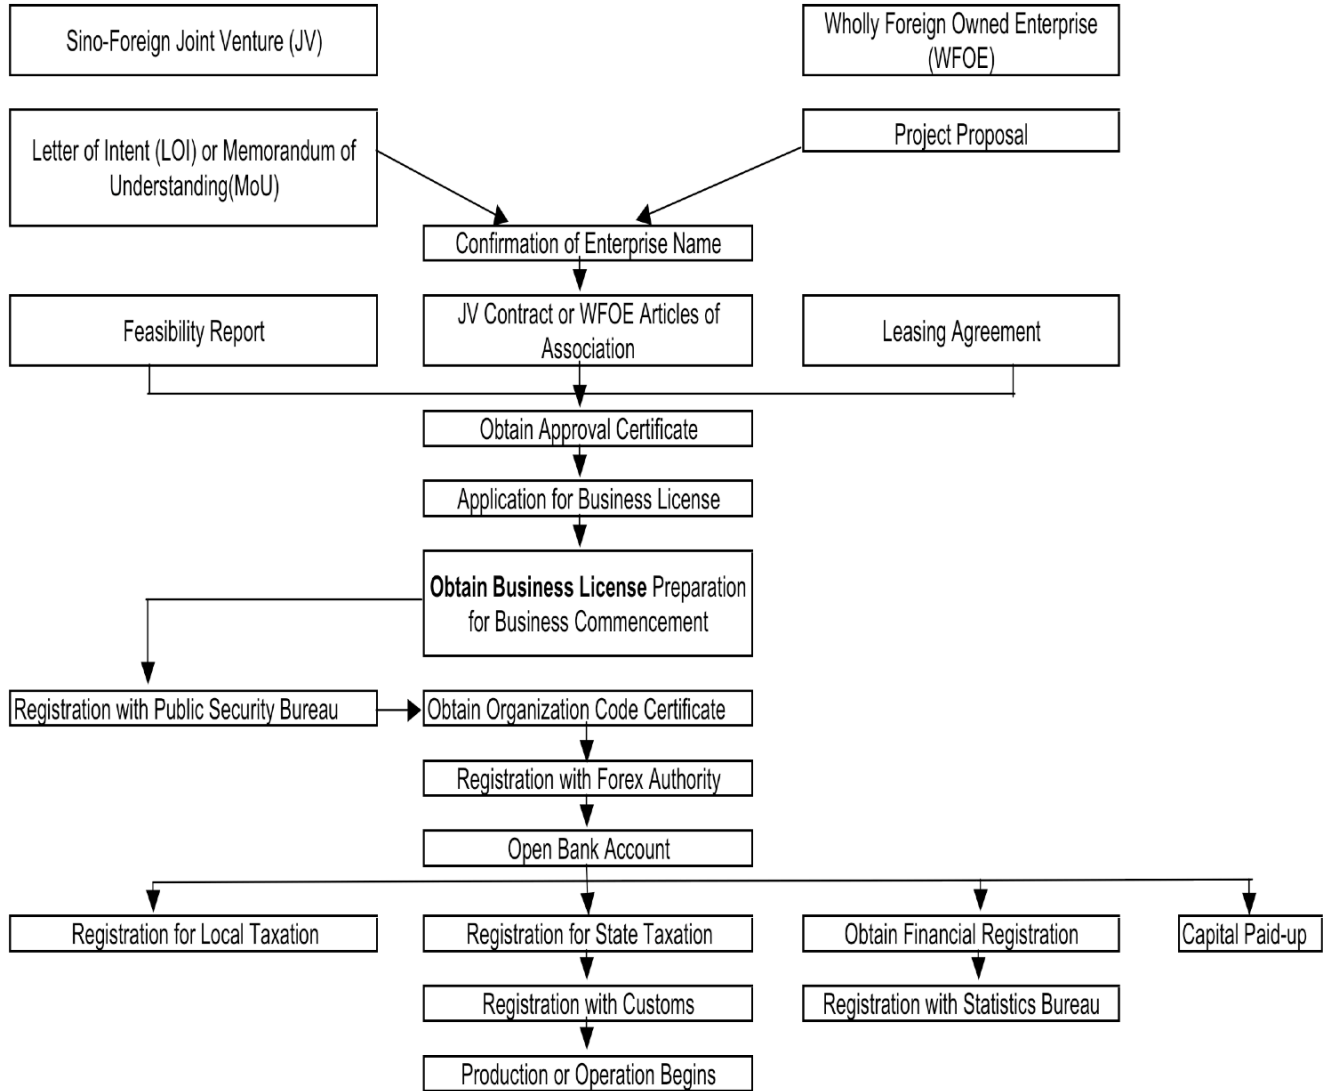 Sino-Foreign Joint Venture (JV)
Wholly Foreign Owned Enterprise
(WFOE)
Letter of Intent (LOI) or Memorandum of
Understanding(MoU)
Project Proposal
Confirmation of Enterprise Name
Feasibility Report
JV Contract or WFOE Articles of
Association
Leasing Agreement
Obtain Approval Certificate
Application for Business License
Obtain Business License Preparation
for Business Commencement
Registration with Public Security Bureau
Obtain Organization Code Certificate
Registration with Forex Authority
Open Bank Account
Registration for Local Taxation
Registration for State Taxation
Obtain Financial Registration
Capital Paid-up
Registration with Customs
Registration with Statistics Bureau
Production or Operation Begins